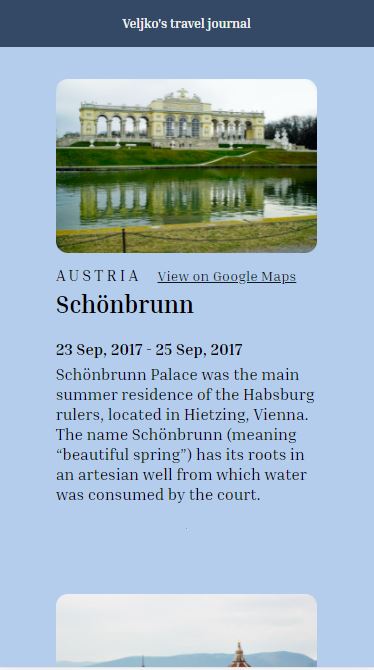 Veljko's travel journal
AUSTRIA View on Google Maps
Schönbrunn
23 Sep, 2017 - 25 Sep, 2017
Schönbrunn Palace was the main
summer residence of the Habsburg
rulers, located in Hietzing, Vienna.
The name Schönbrunn (meaning
“beautiful spring”) has its roots in
an artesian well from which water
was consumed by the court.